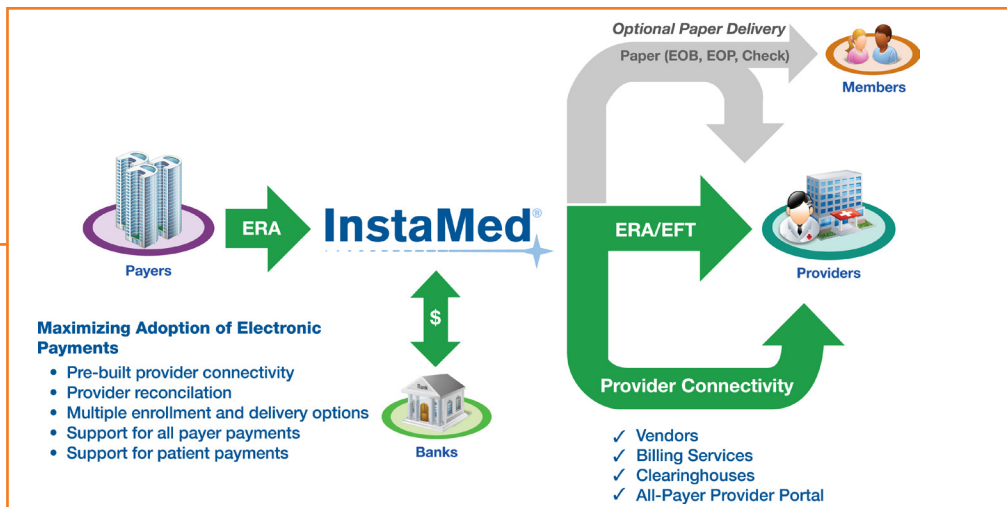 Optional Paper Delivery
Paper (EOB, EOP, Check)
Members
Payers
ERA
InstaMed®
ERA/EFT
Providers
$
Bank
Banks
Maximizing Adoption of Electronic
Payments
• Pre-built provider connectivity
• Provider reconcilation
• Multiple enrollment and delivery options
• Support for all payer payments
• Support for patient payments
Provider Connectivity
✓ Vendors
✓ Billing Services
✓ Clearinghouses
✓ All-Payer Provider Portal